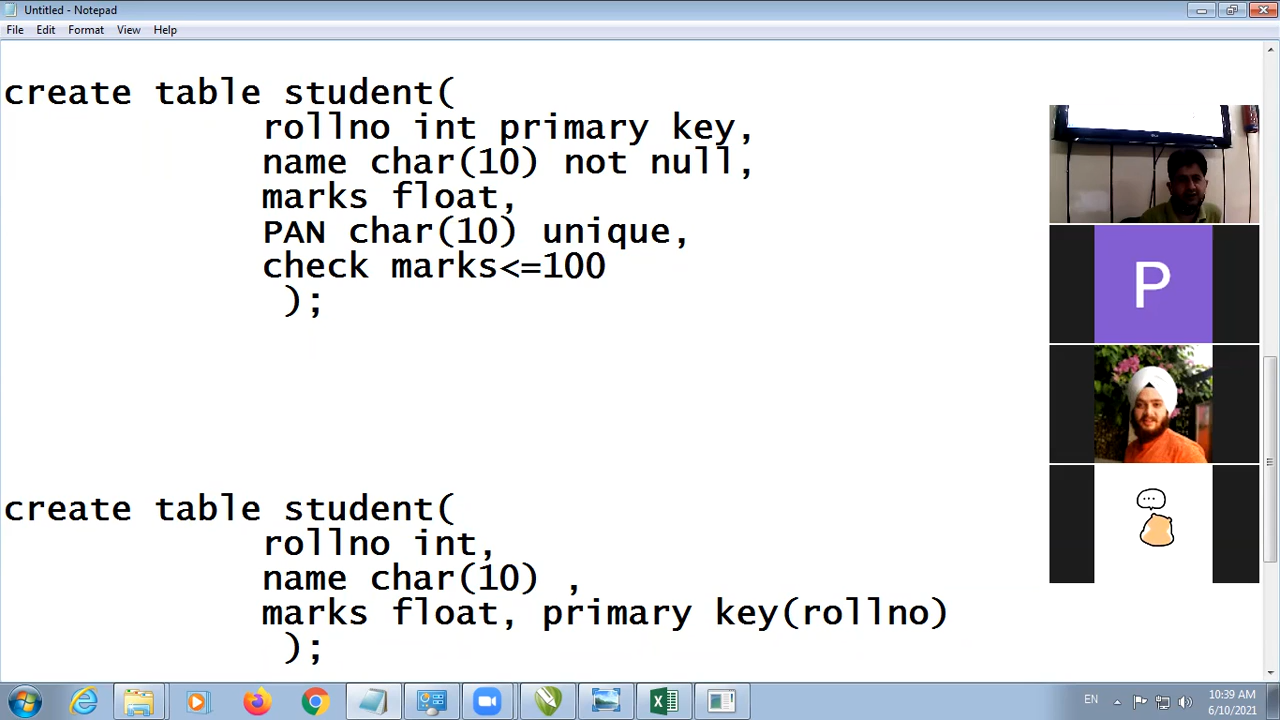 Untitled - Notepad
File Edit Format View Help
create table student(
rollno int primary key,
name char(10) not null,
marks float,
PAN char(10) unique,
check marks<=100
);
create table student(
rollno int,
name char(10) ,
marks float, primary key(rollno)
);
P
EN
10:39 AM
6/10/2021